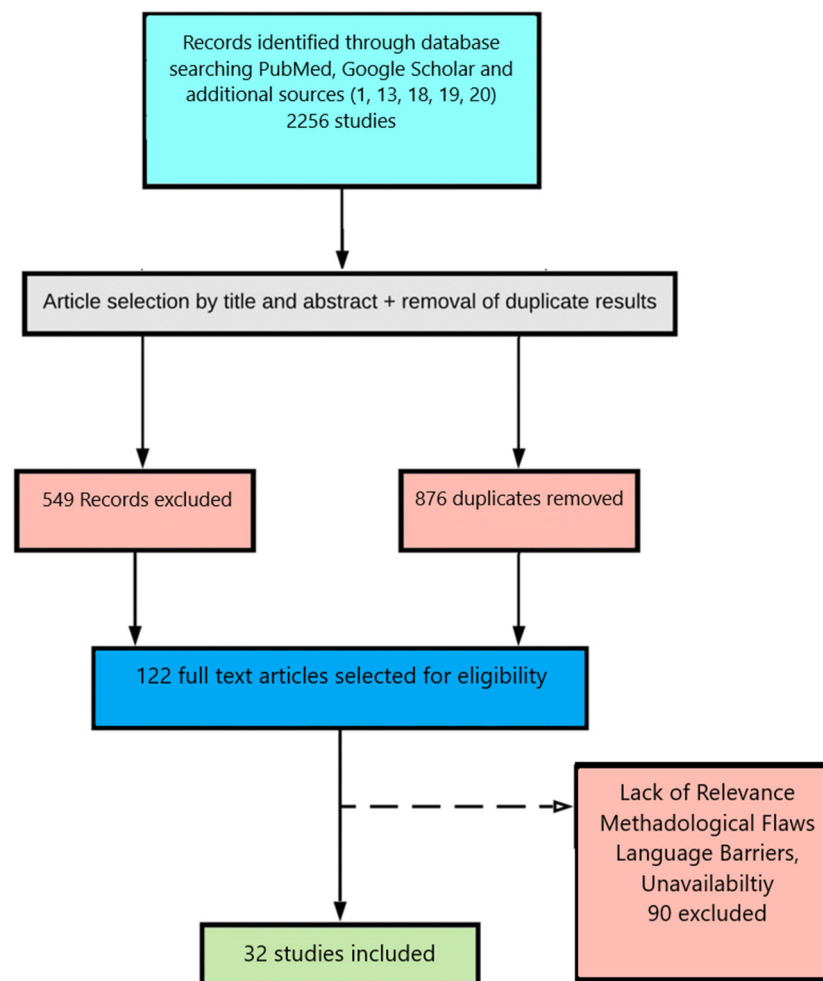 Records identified through database
searching PubMed, Google Scholar and
additional sources (1, 13, 18, 19, 20)
2256 studies
Article selection by title and abstract + removal of duplicate results
549 Records excluded
876 duplicates removed
122 full text articles selected for eligibility
Lack of Relevance
Methadological Flaws
Language Barriers,
Unavailabiltiy
90 excluded
32 studies included